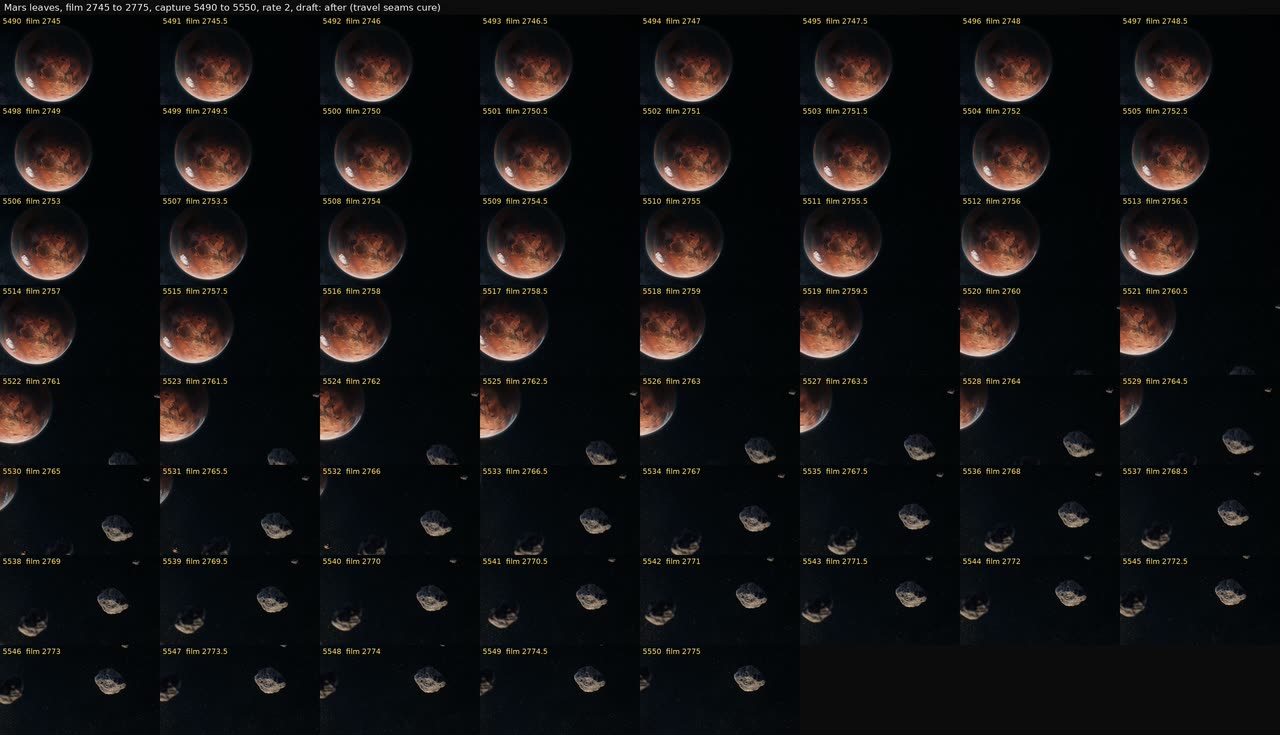 Mars leaves, film 2745 to 2775, capture 5490 to 5550, rate 2, draft: after (travel seams cure)
5490 film 2745 5491 film 2745.5 5492 film 2746 5493 film 2746.5 5494 film 2747 5495 film 2747.5 5496 film 2748 5497 film 2748.5
5498 film 2749 5499 film 2749.5 5500 film 2750 5501 film 2750.5 5502 film 2751 5503 film 2751.5 5504 film 2752 5505 film 2752.5
5506 film 2753 5507 film 2753.5 5508 film 2754 5509 film 2754.5 5510 film 2755 5511 film 2755.5 5512 film 2756 5513 film 2756.5
5514 film 2757 5515 film 2757.5 5516 film 2758 5517 film 2758.5 5518 film 2759 5519 film 2759.5 5520 film 2760 5521 film 2760.5
5522 film 2761 5523 film 2761.5 5524 film 2762 5525 film 2762.5 5526 film 2763 5527 film 2763.5 5528 film 2764 5529 film 2764.5
5530 film 2765 5531 film 2765.5 5532 film 2766 5533 film 2766.5 5534 film 2767 5535 film 2767.5 5536 film 2768 5537 film 2768.5
5538 film 2769 5539 film 2769.5 5540 film 2770 5541 film 2770.5 5542 film 2771 5543 film 2771.5 5544 film 2772 5545 film 2772.5
5546 film 2773 5547 film 2773.5 5548 film 2774 5549 film 2774.5 5550 film 2775